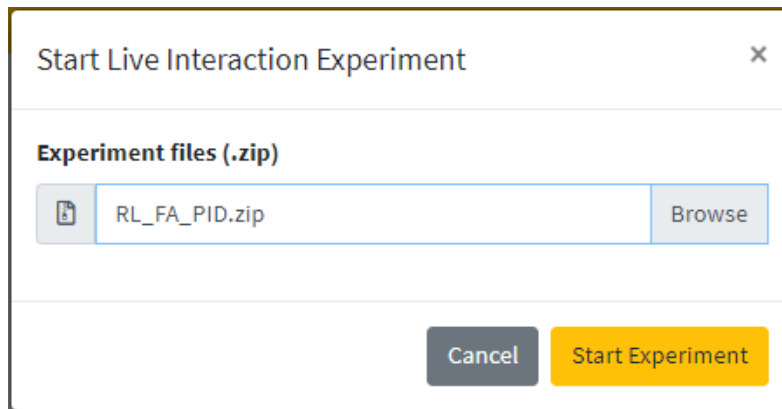 Start Live Interaction Experiment ×
Experiment files (.zip)
RL_FA_PID.zip Browse
Cancel Start Experiment